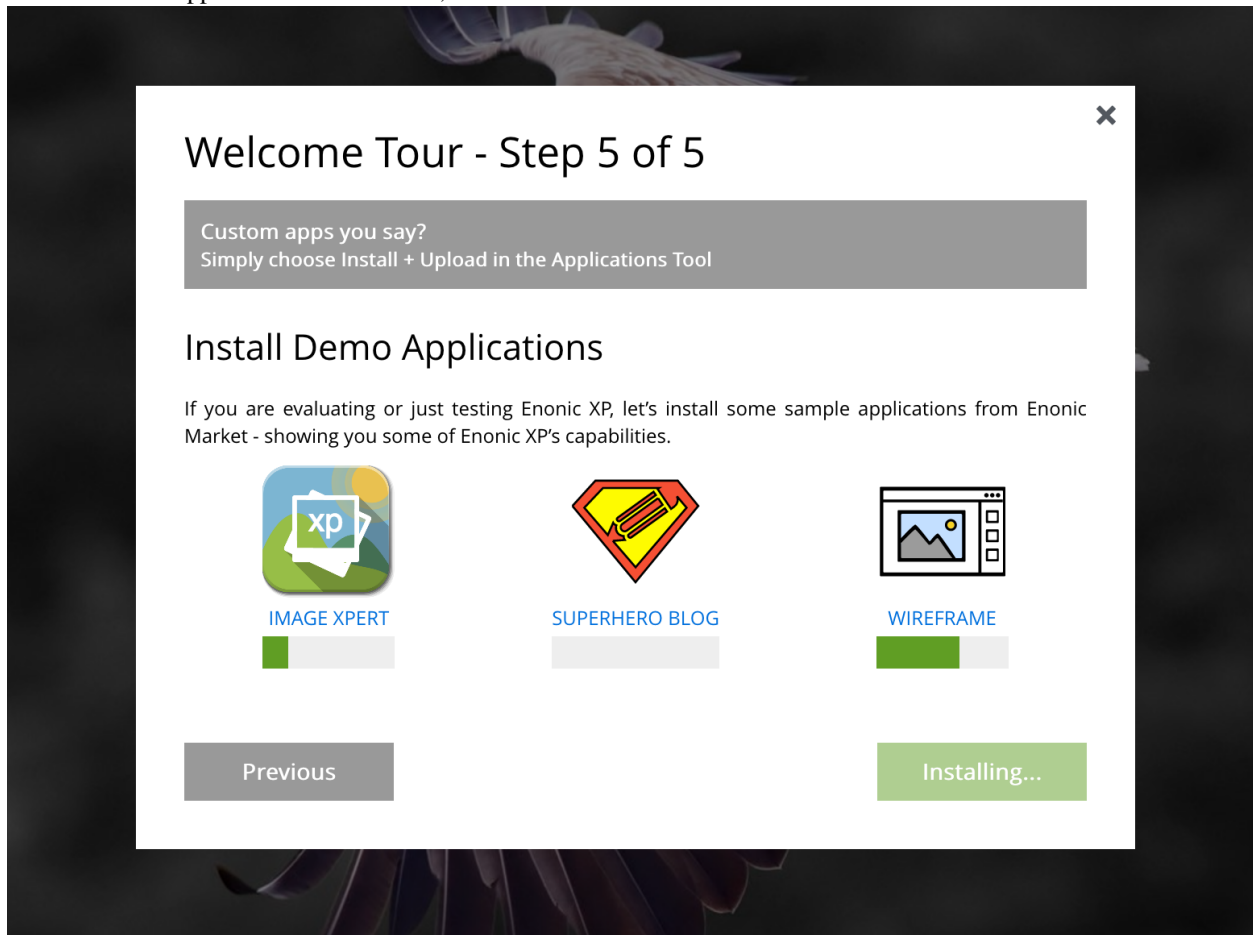 Welcome Tour - Step 5 of 5
Custom apps you say?
Simply choose Install + Upload in the Applications Tool
Install Demo Applications
If you are evaluating or just testing Enonic XP, let's install some sample applications from Enonic
Market - showing you some of Enonic XP's capabilities.
xp
IMAGE XPERT
SUPERHERO BLOG
WIREFRAME
Previous
Installing...